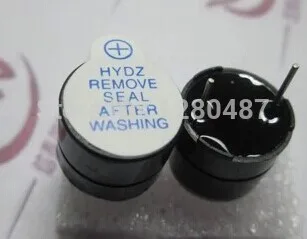 HYDZ
REMOVE
SEAL
AFTER
WASHING
280487